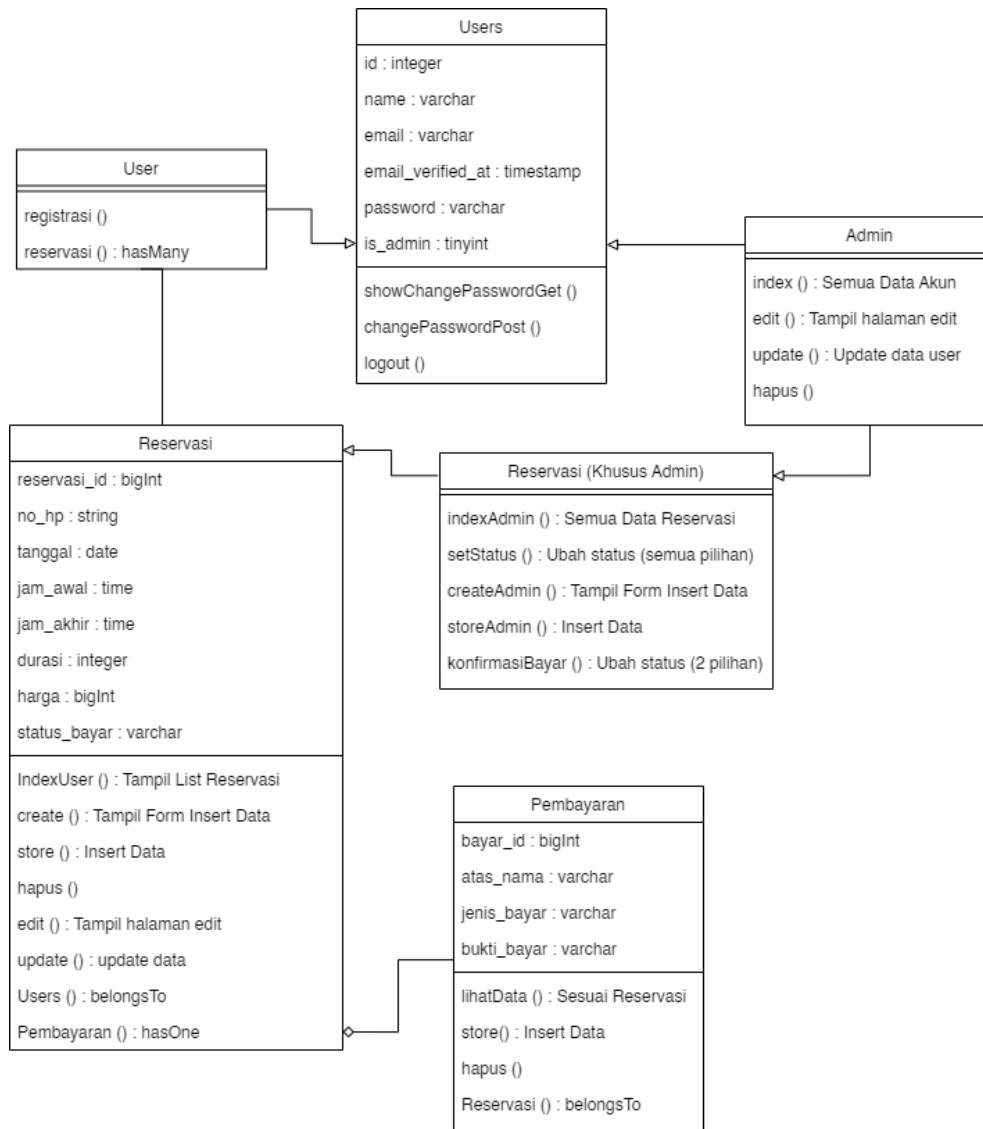 Users
id : integer
name : varchar
email : varchar
email_verified_at : timestamp
password : varchar
is_admin : tinyint
showChangePasswordGet ()
changePasswordPost ()
logout ()
User
registrasi ()
reservasi () : hasMany
Admin
index () : Semua Data Akun
edit () : Tampil halaman edit
update () : Update data user
hapus ()
Reservasi
reservasi_id : bigInt
no_hp : string
tanggal : date
jam_awal : time
jam_akhir : time
durasi : integer
harga : bigInt
status_bayar : varchar
IndexUser () : Tampil List Reservasi
create () : Tampil Form Insert Data
store () : Insert Data
hapus ()
edit () : Tampil halaman edit
update () : update data
Users () : belongsTo
Pembayaran () : hasOne
Reservasi (Khusus Admin)
indexAdmin () : Semua Data Reservasi
setStatus () : Ubah status (semua pilihan)
createAdmin () : Tampil Form Insert Data
storeAdmin () : Insert Data
konfirmasiBayar () : Ubah status (2 pilihan)
Pembayaran
bayar_id : bigInt
atas_nama : varchar
jenis_bayar : varchar
bukti_bayar : varchar
lihatData () : Sesuai Reservasi
store() : Insert Data
hapus ()
Reservasi () : belongsTo